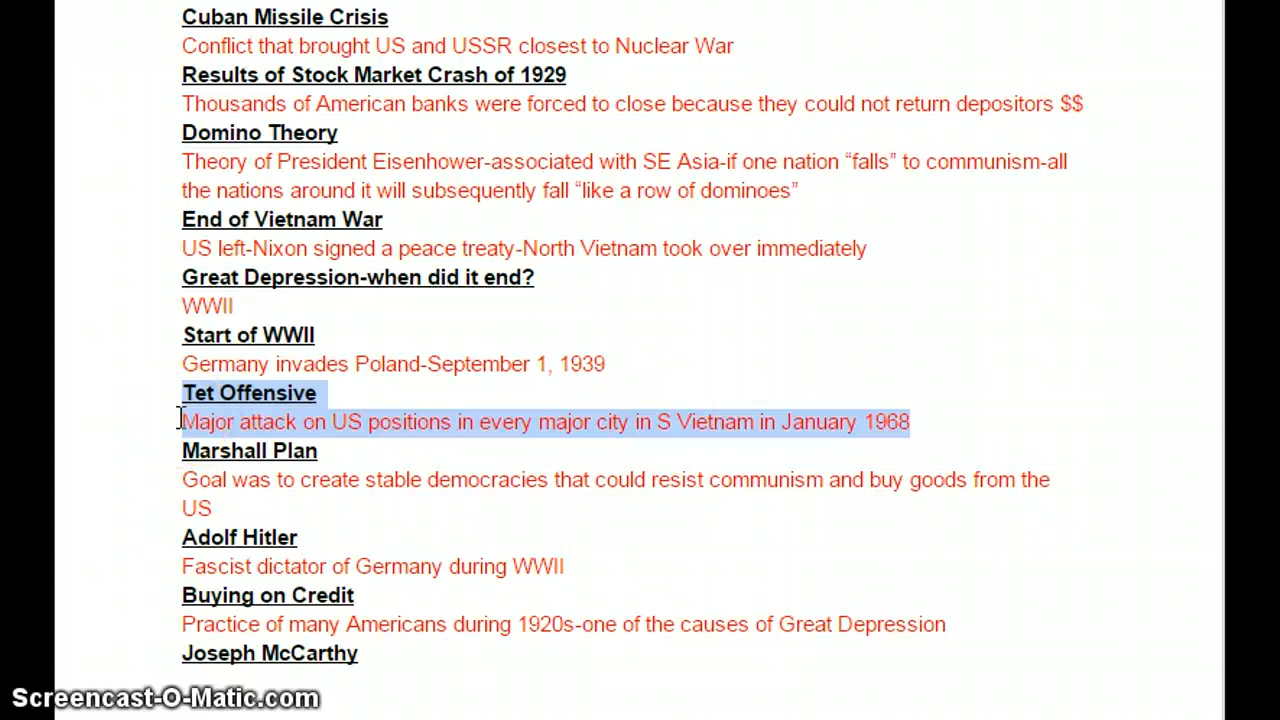 Cuban Missile Crisis
Conflict that brought US and USSR closest to Nuclear War
Results of Stock Market Crash of 1929
Thousands of American banks were forced to close because they could not return depositors $$
Domino Theory
Theory of President Eisenhower-associated with SE Asia-if one nation “falls” to communism-all
the nations around it will subsequently fall “like a row of dominoes”
End of Vietnam War
US left-Nixon signed a peace treaty-North Vietnam took over immediately
Great Depression-when did it end?
WWII
Start of WWII
Germany invades Poland-September 1, 1939
Tet Offensive
Major attack on US positions in every major city in S Vietnam in January 1968
Marshall Plan
Goal was to create stable democracies that could resist communism and buy goods from the
US
Adolf Hitler
Fascist dictator of Germany during WWII
Buying on Credit
Practice of many Americans during 1920s-one of the causes of Great Depression
Joseph McCarthy
Screencast-O-Matic.com